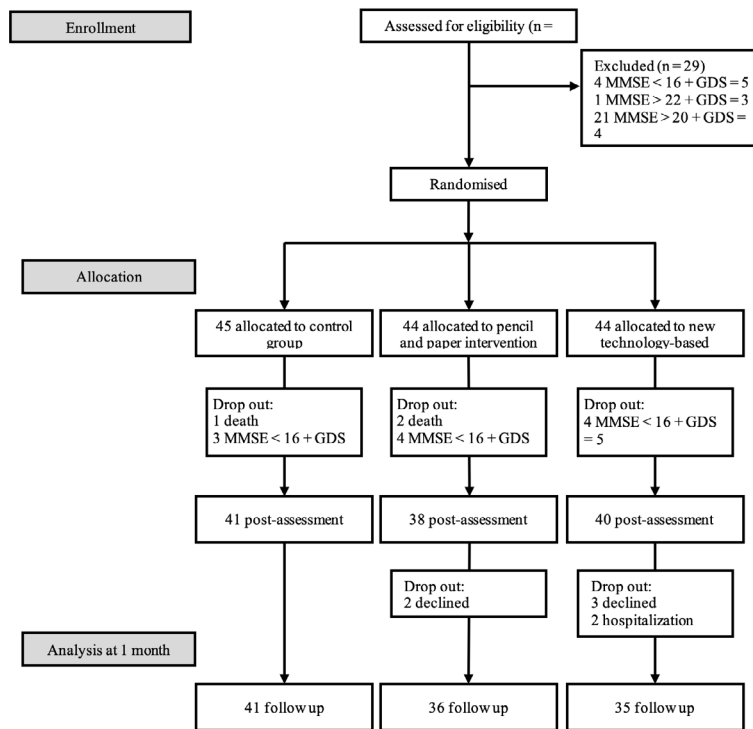 Enrollment
Assessed for eligibility (n =
Excluded (n = 29)
4 MMSE < 16 + GDS = 5
1 MMSE > 22 + GDS = 3
21 MMSE > 20 + GDS =
4
Randomised
Allocation
45 allocated to control
group
44 allocated to pencil
and paper intervention
44 allocated to new
technology-based
Drop out:
1 death
3 MMSE < 16 + GDS
Drop out:
2 death
4 MMSE < 16 + GDS
Drop out:
4 MMSE < 16 + GDS
= 5
41 post-assessment
38 post-assessment
40 post-assessment
Drop out:
2 declined
Drop out:
3 declined
2 hospitalization
Analysis at 1 month
41 follow up
36 follow up
35 follow up